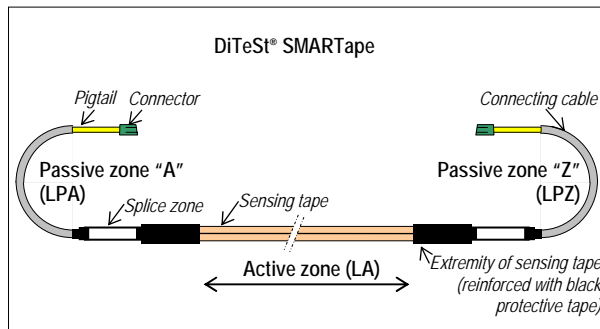 DiTeSt® SMARTape
Pigtail
Connector
Connecting cable
Passive zone “A”
(LPA)
Passive zone “Z”
(LPZ)
Splice zone
Sensing tape
Active zone (LA)
Extremity of sensing tape
(reinforced with black
protective tape)